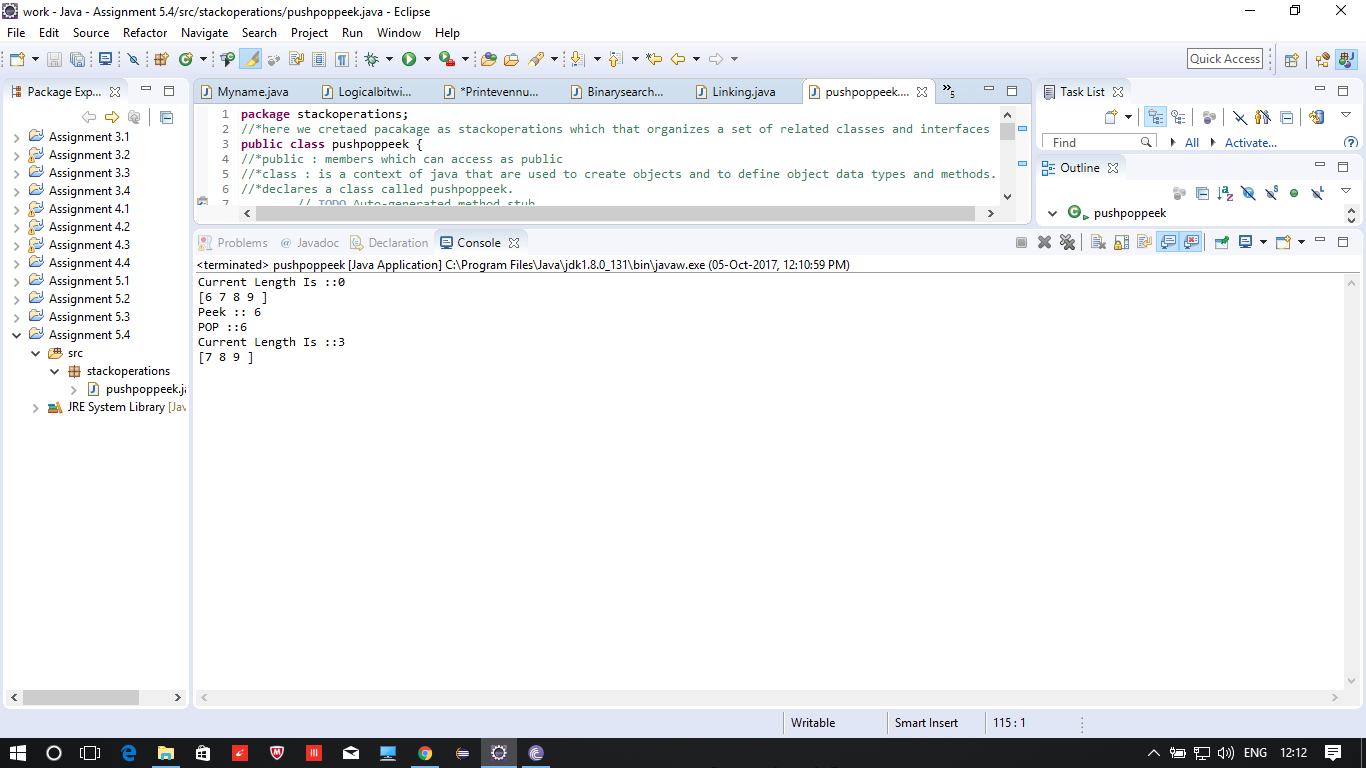 work - Java - Assignment 5.4/src/stackoperations/pushpoppeek.java - Eclipse
File Edit Source Refactor Navigate Search Project Run Window Help
Quick Access
Package Exp...
Assignment 3.1
Assignment 3.2
Assignment 3.3
Assignment 3.4
Assignment 4.1
Assignment 4.2
Assignment 4.3
Assignment 4.4
Assignment 5.1
Assignment 5.2
Assignment 5.3
Assignment 5.4
src
stackoperations
pushpoppeek.ja
JRE System Library [Jav
Myname.java Logicalbitwi... *Printevennu... Binarysearch... Linking.java pushpoppeek.... »5
1 package stackoperations;
2 //*here we cretaed pacakage as stackoperations which that organizes a set of related classes and interfaces
3 public class pushpoppeek {
4 //*public : members which can access as public
5 //*class : is a context of java that are used to create objects and to define object data types and methods.
6 //*declares a class called pushpoppeek.
7 // TODO Auto-generated method stub
Task List
Find All Activate...
Outline
pushpoppeek
Problems @ Javadoc Declaration Console
<terminated> pushpoppeek [Java Application] C:\Program Files\Java\jdk1.8.0_131\bin\javaw.exe (05-Oct-2017, 12:10:59 PM)
Current Length Is ::0
[6 7 8 9 ]
Peek :: 6
POP ::6
Current Length Is ::3
[7 8 9 ]
Writable Smart Insert 115 : 1
ENG 12:12